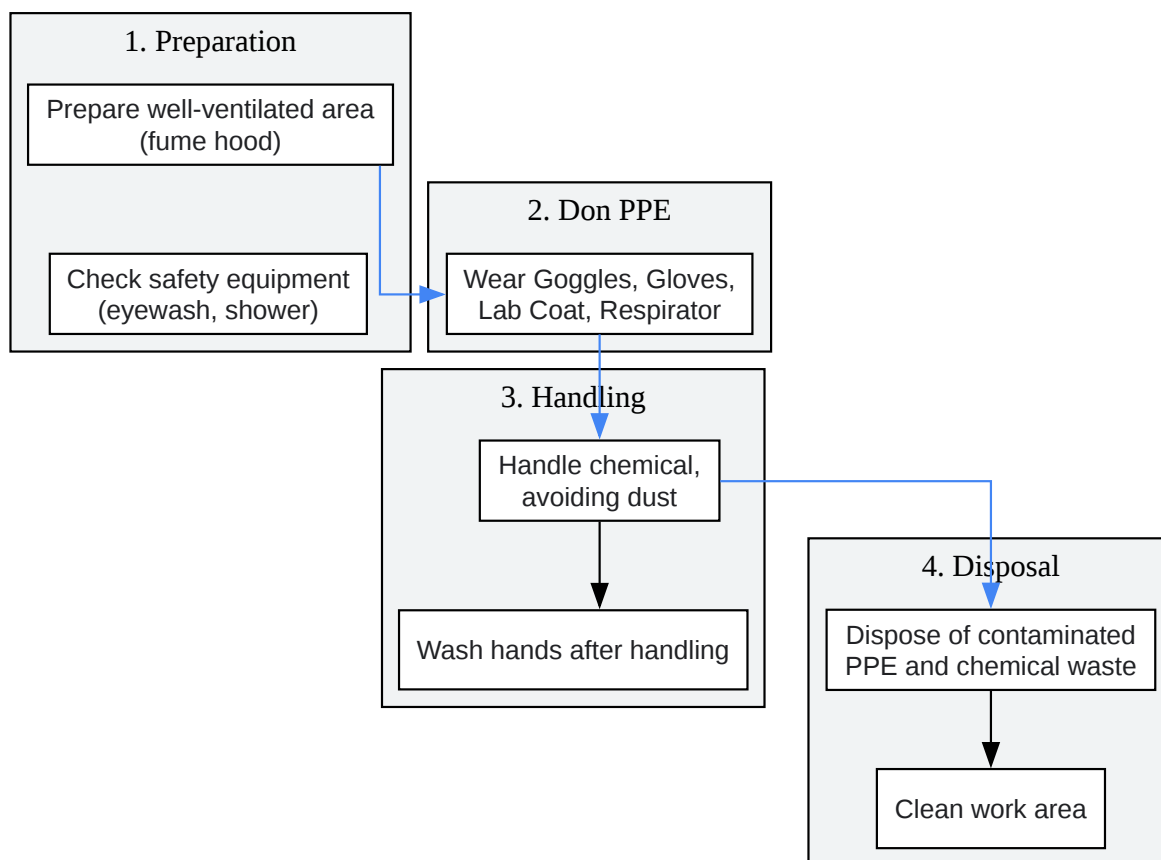 1. Preparation
Prepare well-ventilated area
(fume hood)
Check safety equipment
(eyewash, shower)
2. Don PPE
Wear Goggles, Gloves,
Lab Coat, Respirator
3. Handling
Handle chemical,
avoiding dust
Wash hands after handling
4. Disposal
Dispose of contaminated
PPE and chemical waste
Clean work area